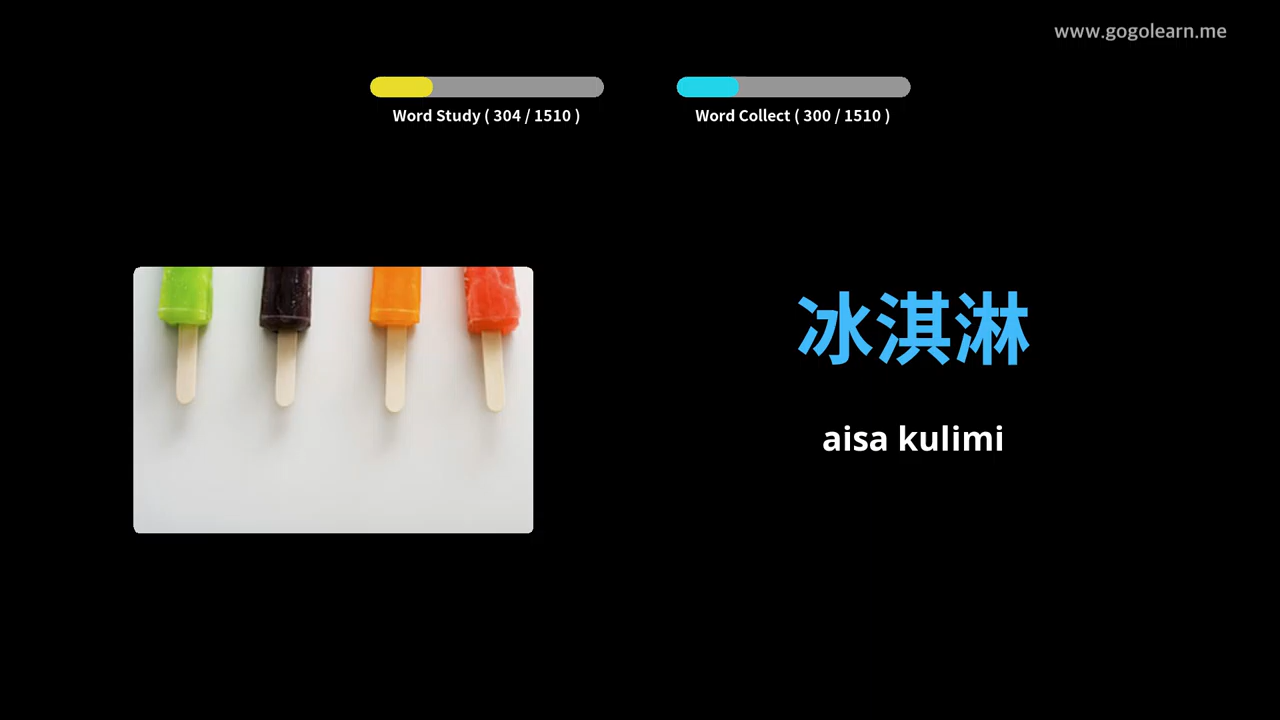 www.gogolearn.me
Word Study ( 304 / 1510 )
Word Collect ( 300 / 1510 )
冰淇淋
aisa kulimi